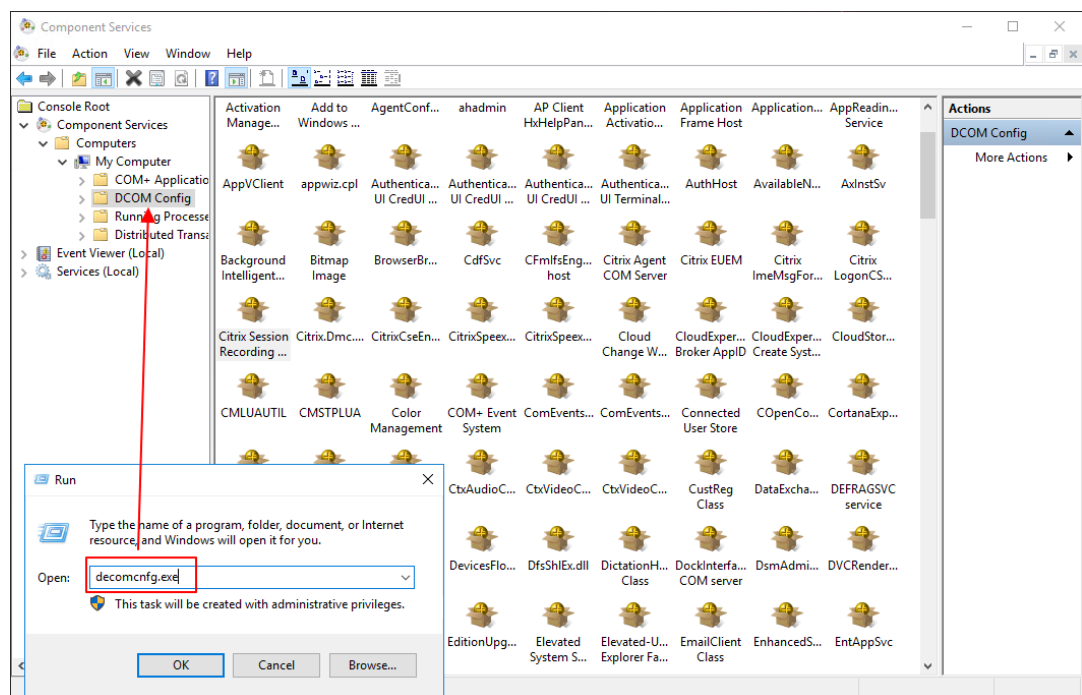 Component Services
File Action View Window Help
Console Root
Component Services
Computers
My Computer
COM+ Applicatio
DCOM Config
Running Processe
Distributed Transa
Event Viewer (Local)
Services (Local)
Activation Add to AgentConf... ahadmin AP Client Application Application Application... AppReadin...
Manage... Windows ... HxHelpPan... Activatio... Frame Host Service
AppVClient appwiz.cpl Authentica... Authentica... Authentica... Authentica... AuthHost AvailableN... AxInstSv
UI CredUI ... UI CredUI ... UI CredUI ... UI Terminal...
Background Bitmap BrowserBr... CdfSvc CFmIfsEng... Citrix Agent Citrix EUEM Citrix Citrix
Intelligent... Image host COM Server ImeMsgFor... LogonCS...
Citrix Session Citrix.Dmc.... CitrixCseEn... CitrixSpeex... CitrixSpeex... Cloud CloudExper... CloudExper... CloudStor...
Recording ... Change W... Broker AppID Create Syst...
CMLUAUTIL CMSTPLUA Color COM+ Event ComEvents... ComEvents... Connected COpenCo... CortanaExp...
Management System User Store
CtxAudioC... CtxVideoC... CtxVideoC... CustReg DataExcha... DEFRAGSVC
Class service
DevicesFlo... DfsShlEx.dll DictationH... DockInterfa... DsmAdmi... DVCRender...
Class COM server
EditionUpg... Elevated Elevated-U... EmailClient EnhancedS... EntAppSvc
System S... Explorer Fa... Class
Actions
DCOM Config
More Actions
Run
Type the name of a program, folder, document, or Internet
resource, and Windows will open it for you.
Open: decomcnfg.exe
This task will be created with administrative privileges.
OK Cancel Browse...